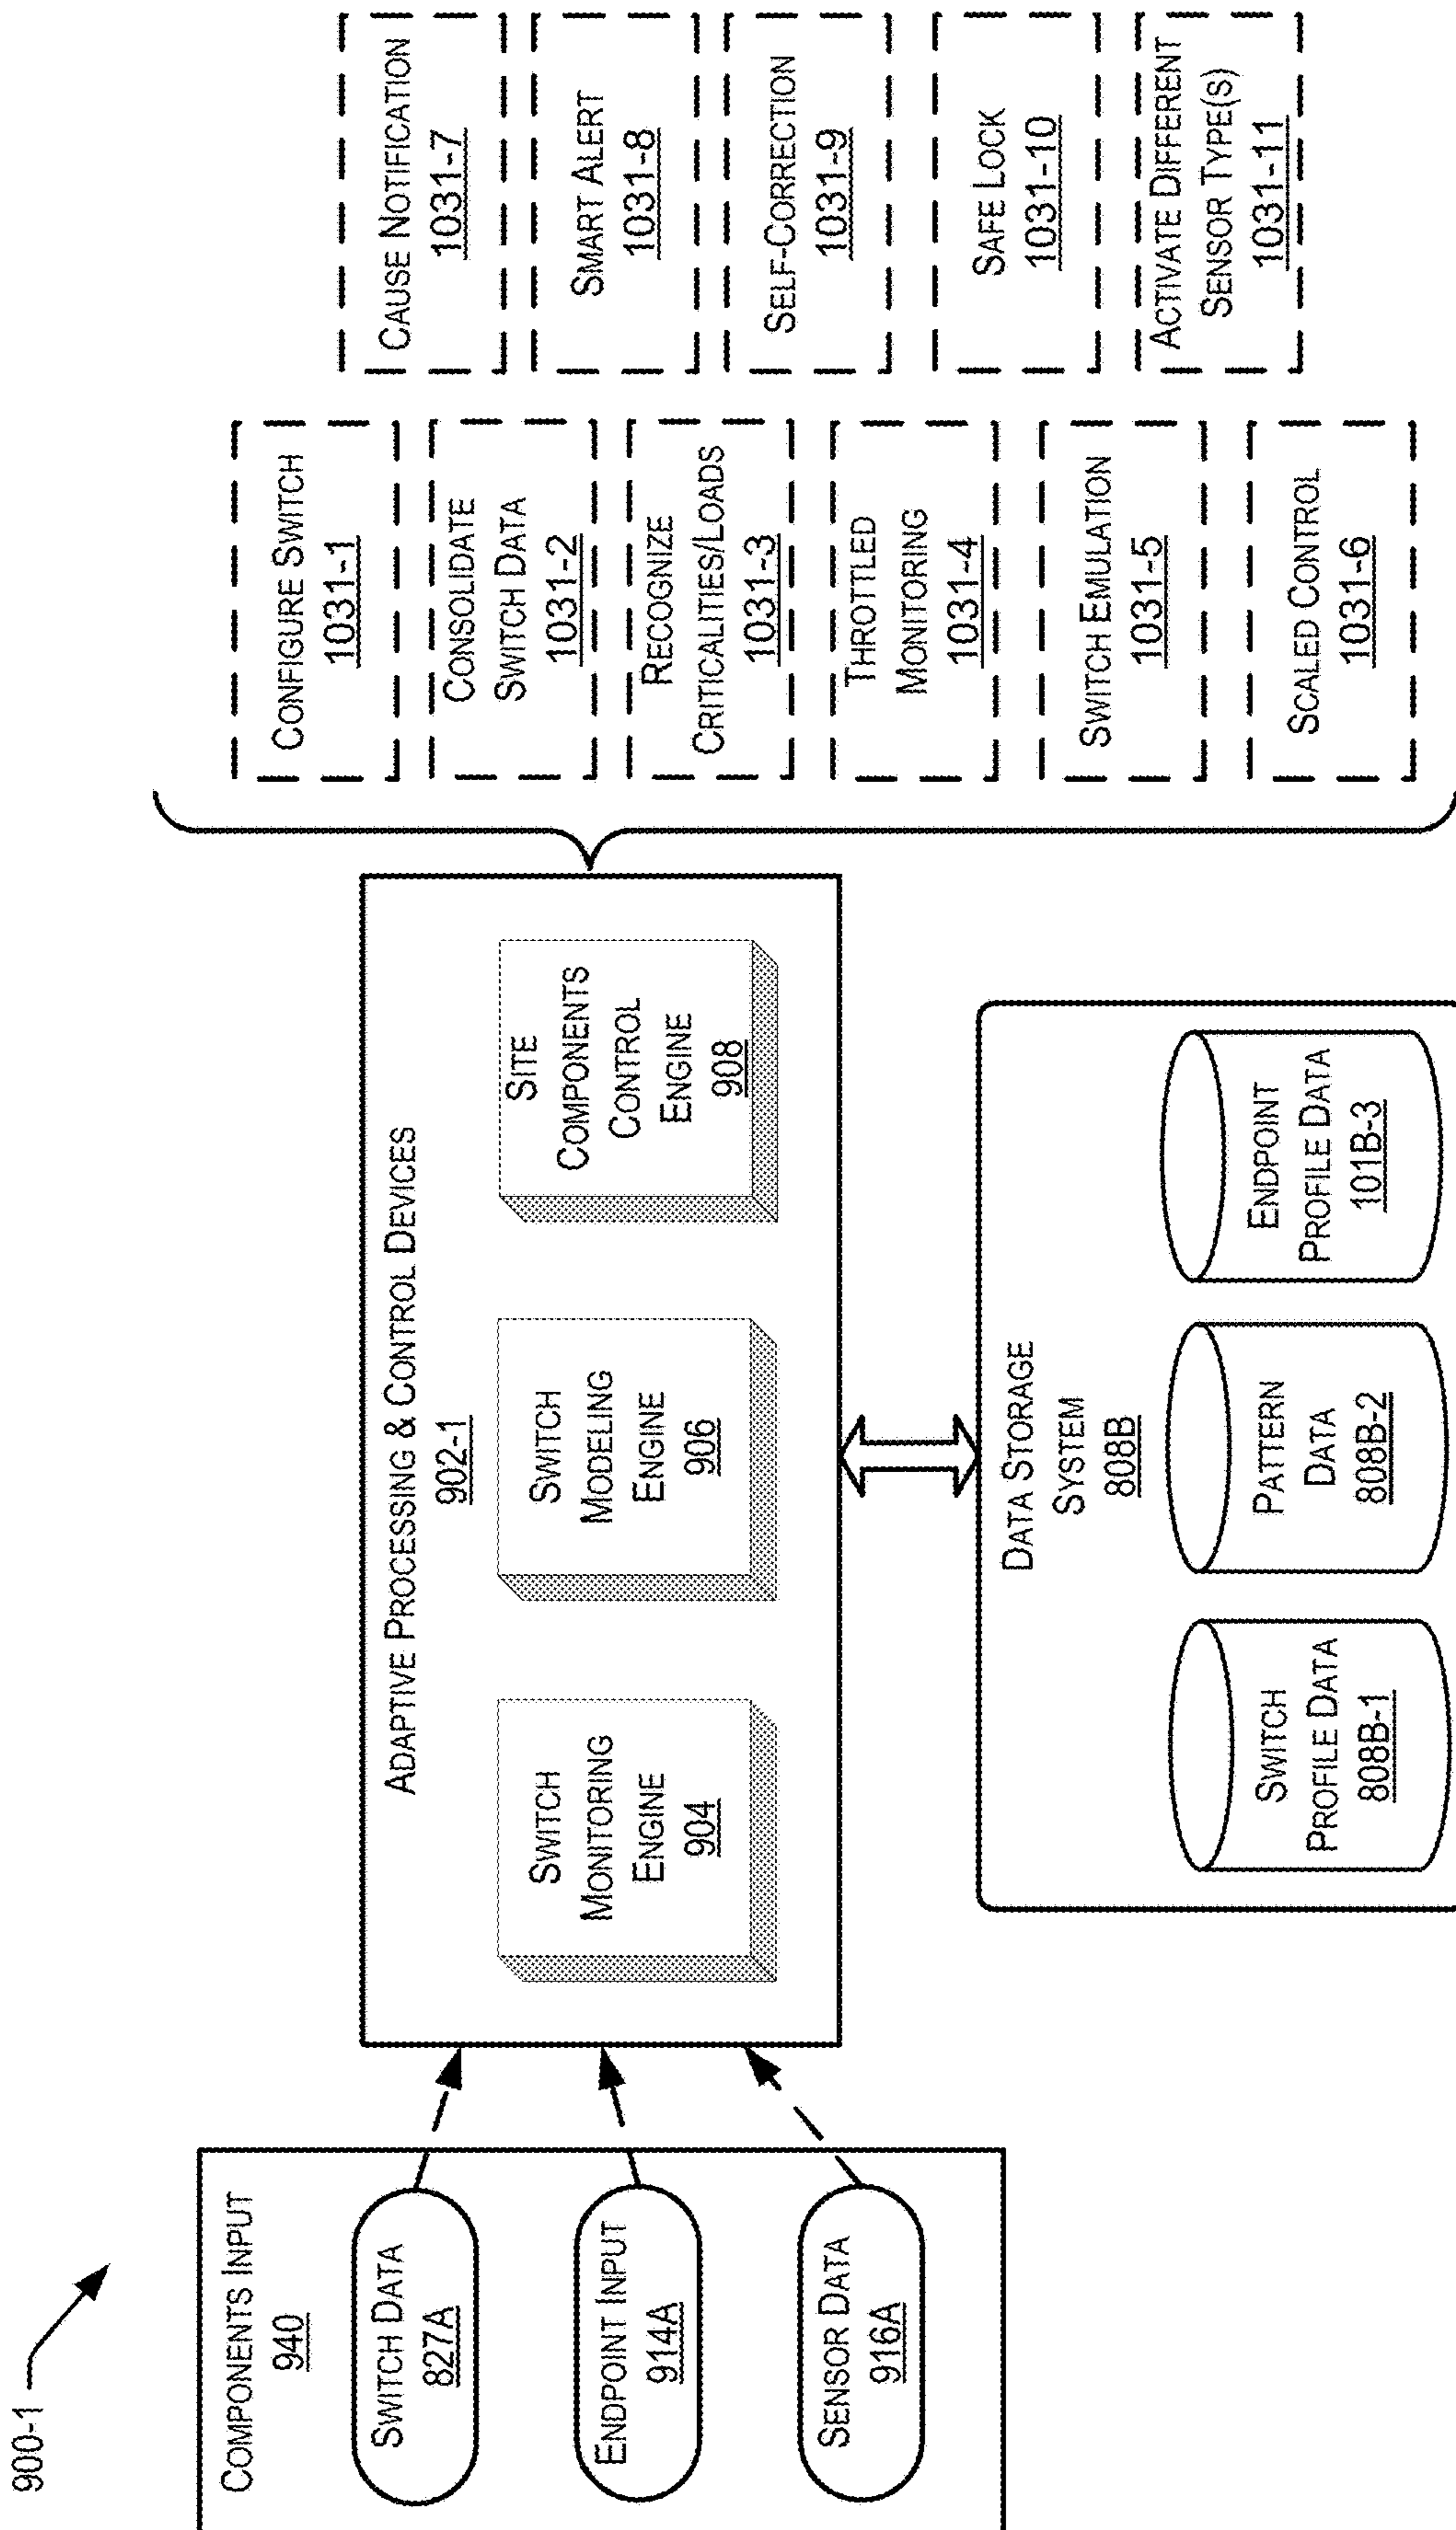 900-1
COMPONENTS INPUT
940
SWITCH DATA
827A
ENDPOINT INPUT
914A
SENSOR DATA
916A
ADAPTIVE PROCESSING & CONTROL DEVICES
902-1
SWITCH
MONITORING
ENGINE
904
SWITCH
MODELING
ENGINE
906
SITE
COMPONENTS
CONTROL
ENGINE
908
DATA STORAGE
SYSTEM
808B
SWITCH
PROFILE DATA
808B-1
PATTERN
DATA
808B-2
ENDPOINT
PROFILE DATA
101B-3
CONFIGURE SWITCH
1031-1
CONSOLIDATE
SWITCH DATA
1031-2
RECOGNIZE
CRITICALITIES/LOADS
1031-3
THROTTLED
MONITORING
1031-4
SWITCH EMULATION
1031-5
SCALED CONTROL
1031-6
CAUSE NOTIFICATION
1031-7
SMART ALERT
1031-8
SELF-CORRECTION
1031-9
SAFE LOCK
1031-10
ACTIVATE DIFFERENT
SENSOR TYPE(S)
1031-11